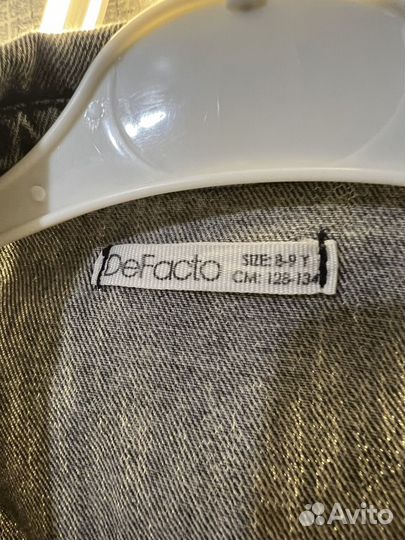 DeFacto
SIZE: 8-9 Y
CM: 128-134
Avito